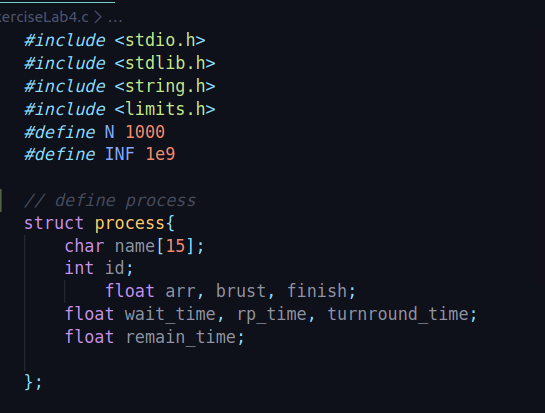 erciseLab4.c > ...
#include <stdio.h>
#include <stdlib.h>
#include <string.h>
#include <limits.h>
#define N 1000
#define INF 1e9
// define process
struct process{
char name[15];
int id;
float arr, brust, finish;
float wait_time, rp_time, turnround_time;
float remain_time;
};